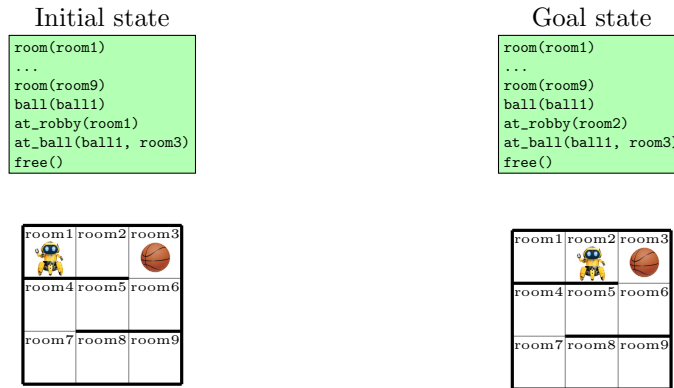 Initial state
room(room1)
...
room(room9)
ball(ball1)
at_robby(room1)
at_ball(ball1, room3)
free()
room1 room2 room3
room4 room5 room6
room7 room8 room9
Goal state
room(room1)
...
room(room9)
ball(ball1)
at_robby(room2)
at_ball(ball1, room3)
free()
room1 room2 room3
room4 room5 room6
room7 room8 room9